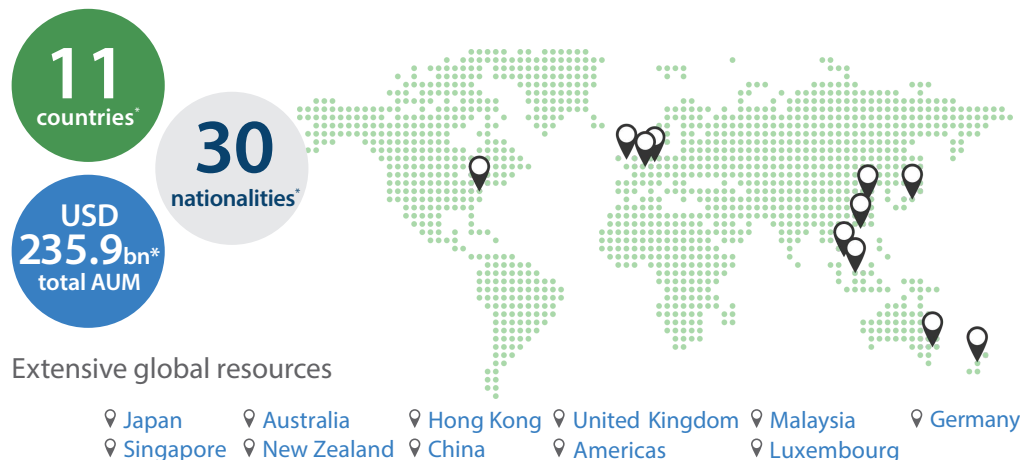 11
countries*
30
nationalities*
USD
235.9bn*
total AUM
Extensive global resources
Japan
Australia
Hong Kong
United Kingdom
Malaysia
Germany
Singapore
New Zealand
China
Americas
Luxembourg